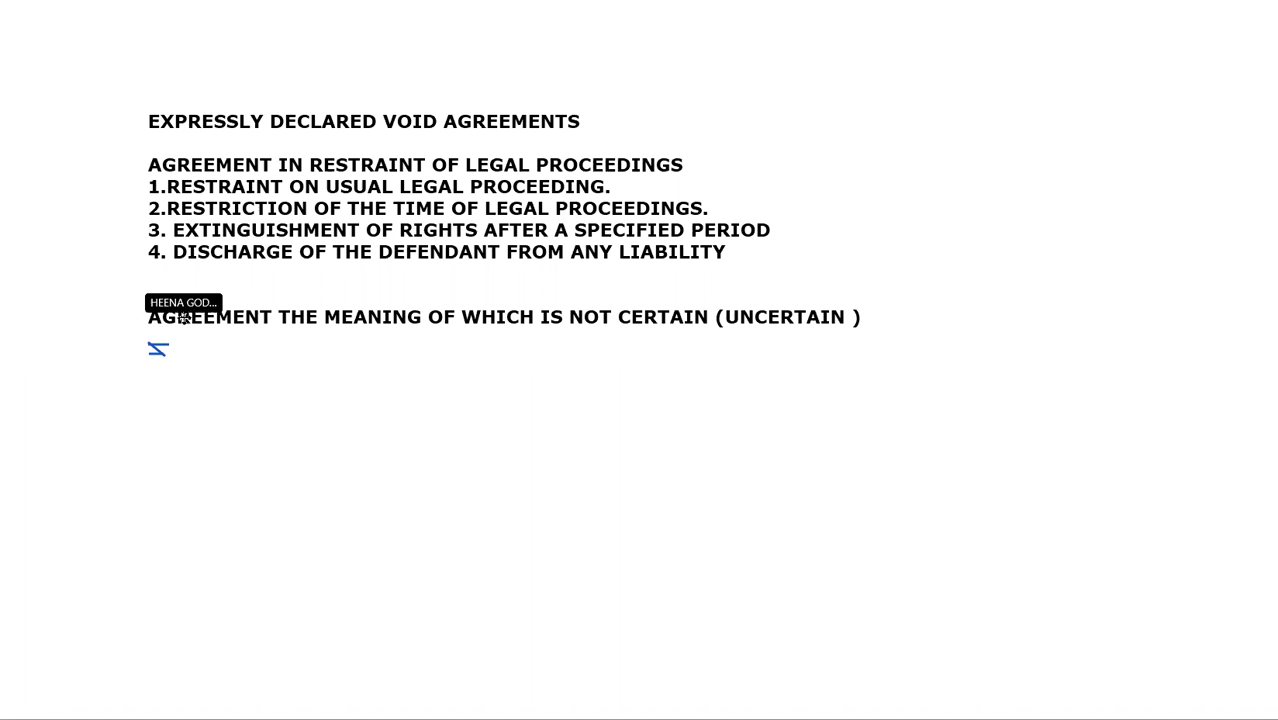 EXPRESSLY DECLARED VOID AGREEMENTS
AGREEMENT IN RESTRAINT OF LEGAL PROCEEDINGS
1.RESTRAINT ON USUAL LEGAL PROCEEDING.
2.RESTRICTION OF THE TIME OF LEGAL PROCEEDINGS.
3. EXTINGUISHMENT OF RIGHTS AFTER A SPECIFIED PERIOD
4. DISCHARGE OF THE DEFENDANT FROM ANY LIABILITY
HEENA GOD...
AGREEMENT THE MEANING OF WHICH IS NOT CERTAIN (UNCERTAIN )